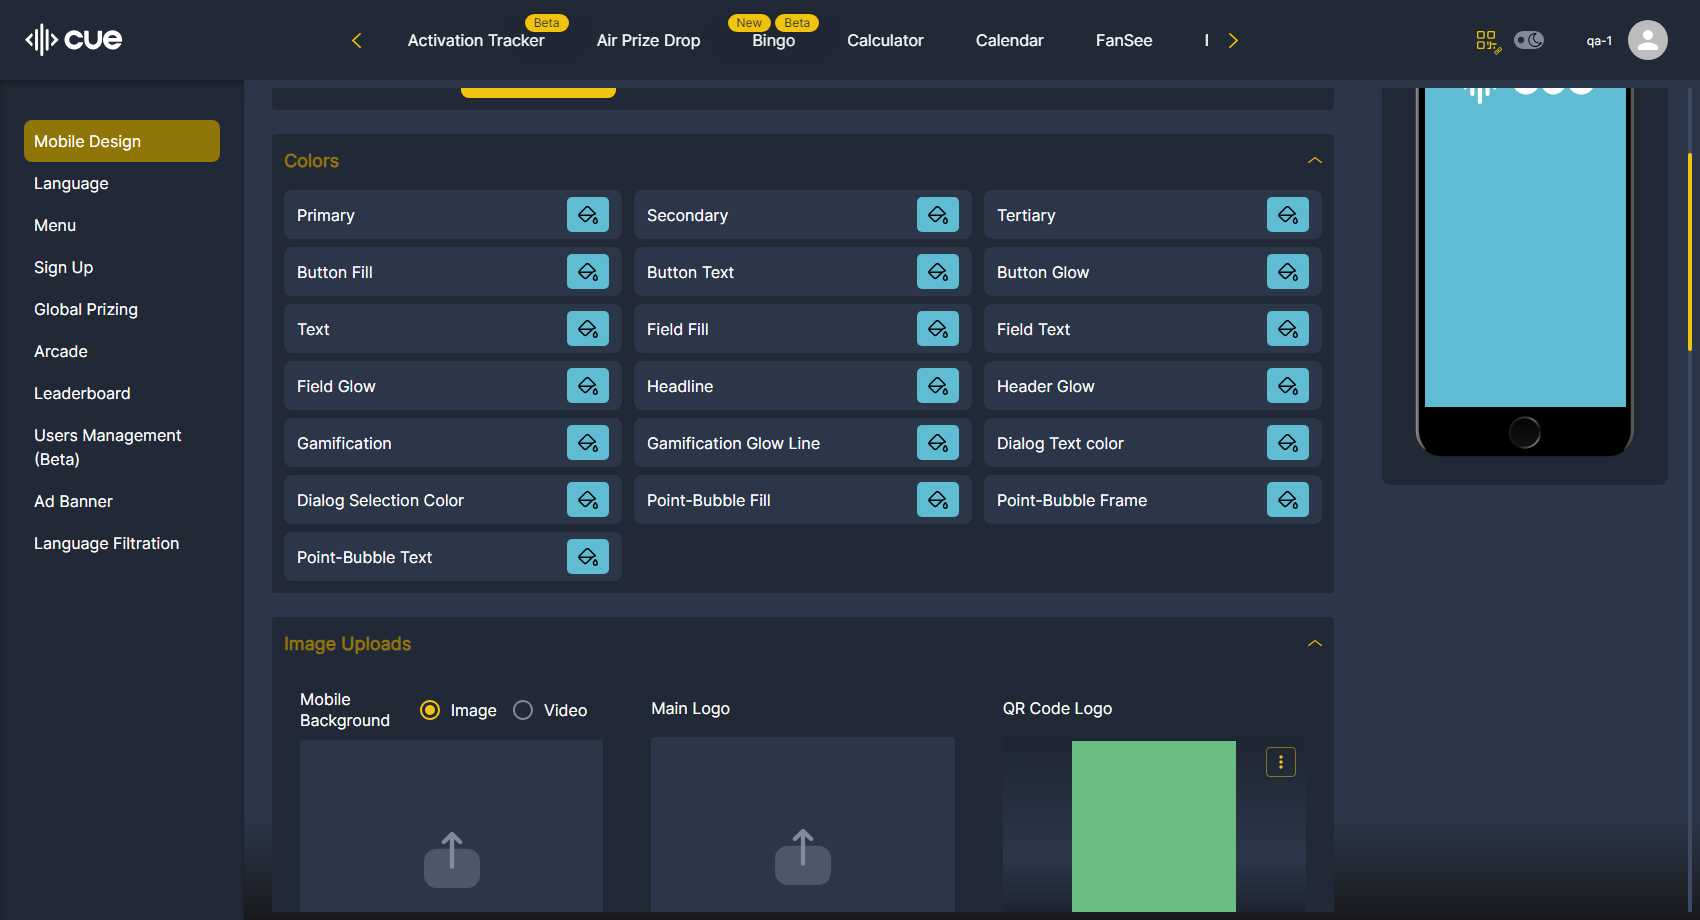 cue
Activation Tracker
Beta
Air Prize Drop
New
Beta
Bingo
Calculator
Calendar
FanSee
qa-1
Mobile Design
Language
Menu
Sign Up
Global Prizing
Arcade
Leaderboard
Users Management
(Beta)
Ad Banner
Language Filtration
Colors
Primary
Secondary
Tertiary
Button Fill
Button Text
Button Glow
Text
Field Fill
Field Text
Field Glow
Headline
Header Glow
Gamification
Gamification Glow Line
Dialog Text color
Dialog Selection Color
Point-Bubble Fill
Point-Bubble Frame
Point-Bubble Text
Image Uploads
Mobile
Background
Image
Video
Main Logo
QR Code Logo